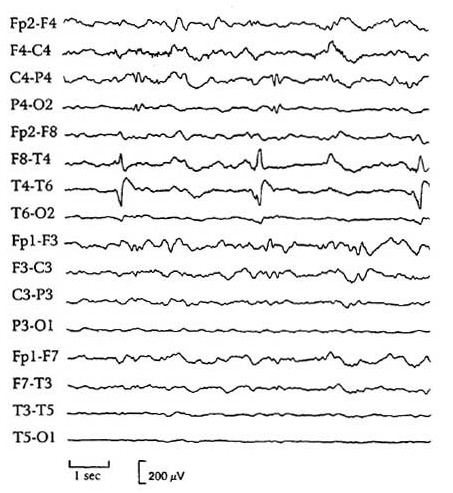 Fp2-F4
F4-C4
C4-P4
P4-O2
Fp2-F8
F8-T4
T4-T6
T6-O2
Fp1-F3
F3-C3
C3-P3
P3-O1
Fp1-F7
F7-T3
T3-T5
T5-O1
1 sec 200 µV